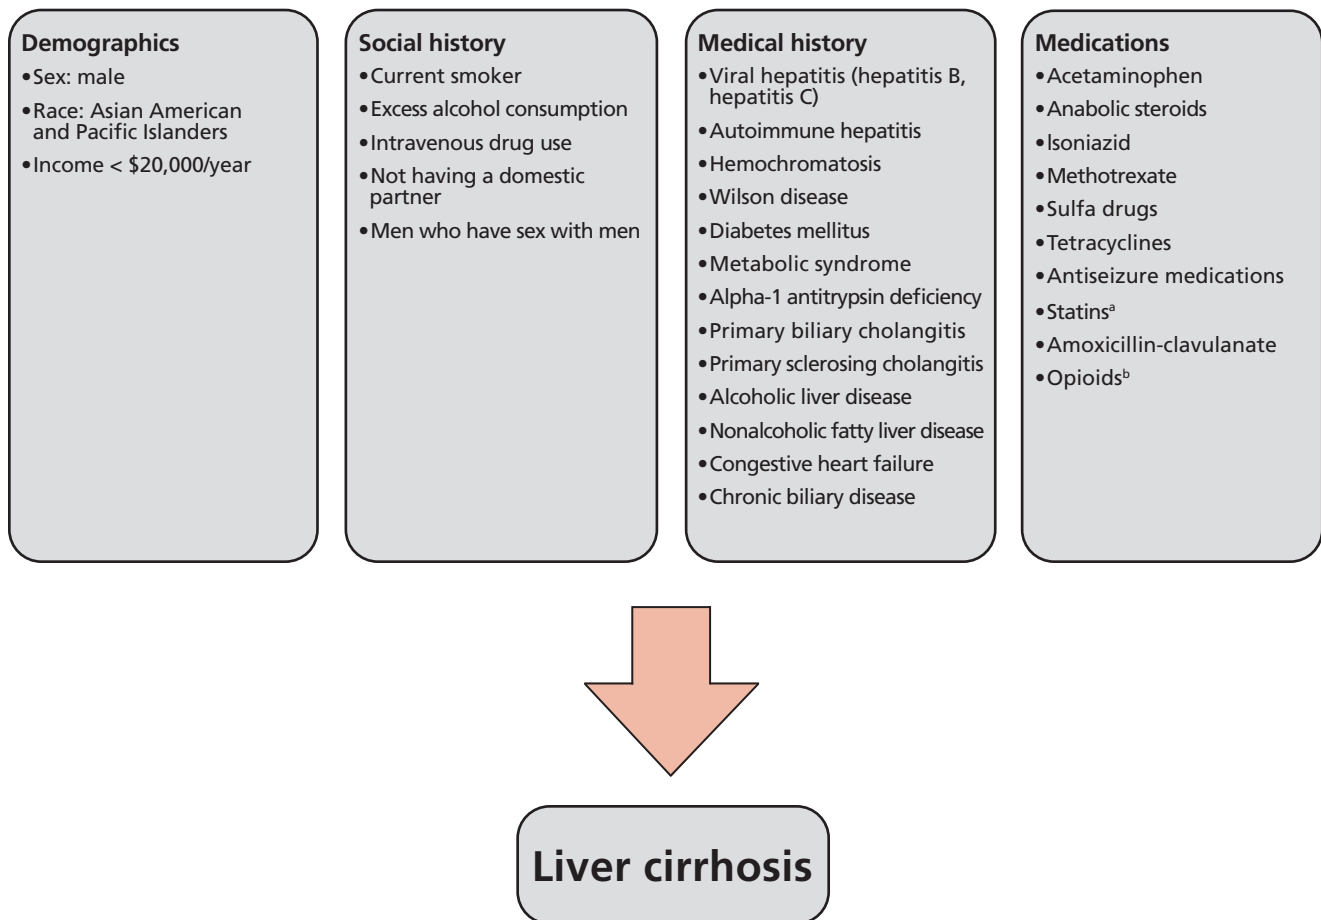 Demographics
•Sex: male
•Race: Asian American
and Pacific Islanders
•Income < $20,000/year
Social history
•Current smoker
•Excess alcohol consumption
•Intravenous drug use
•Not having a domestic
partner
•Men who have sex with men
Medical history
•Viral hepatitis (hepatitis B,
hepatitis C)
•Autoimmune hepatitis
•Hemochromatosis
•Wilson disease
•Diabetes mellitus
•Metabolic syndrome
•Alpha-1 antitrypsin deficiency
•Primary biliary cholangitis
•Primary sclerosing cholangitis
•Alcoholic liver disease
•Nonalcoholic fatty liver disease
•Congestive heart failure
•Chronic biliary disease
Medications
•Acetaminophen
•Anabolic steroids
•Isoniazid
•Methotrexate
•Sulfa drugs
•Tetracyclines
•Antiseizure medications
•Statinsᵃ
•Amoxicillin-clavulanate
•Opioidsᵇ
Liver cirrhosis